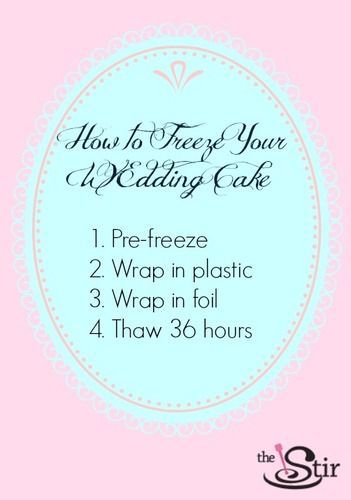 How to Freeze Your
WEdding Cake
1. Pre-freeze
2. Wrap in plastic
3. Wrap in foil
4. Thaw 36 hours
the Stir